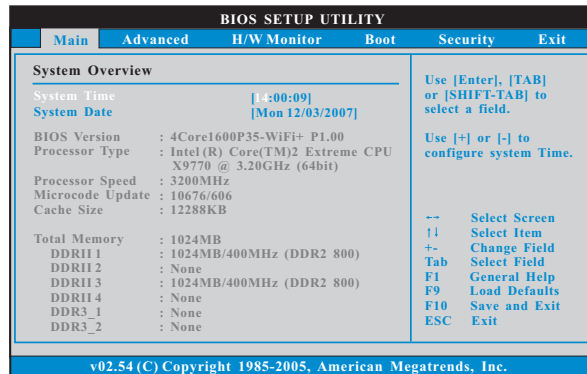 BIOS SETUP UTILITY
Main Advanced H/W Monitor Boot Security Exit
System Overview
System Time [14:00:09]
System Date [Mon 12/03/2007]
BIOS Version : 4Core1600P35-WiFi+ P1.00
Processor Type : Intel (R) Core(TM)2 Extreme CPU
X9770 @ 3.20GHz (64bit)
Processor Speed : 3200MHz
Microcode Update : 10676/606
Cache Size : 12288KB
Total Memory : 1024MB
DDRII 1 : 1024MB/400MHz (DDR2 800)
DDRII 2 : None
DDRII 3 : 1024MB/400MHz (DDR2 800)
DDRII 4 : None
DDR3_1 : None
DDR3_2 : None
Use [Enter], [TAB]
or [SHIFT-TAB] to
select a field.
Use [+] or [-] to
configure system Time.
←→ Select Screen
↑↓ Select Item
+- Change Field
Tab Select Field
F1 General Help
F9 Load Defaults
F10 Save and Exit
ESC Exit
v02.54 (C) Copyright 1985-2005, American Megatrends, Inc.